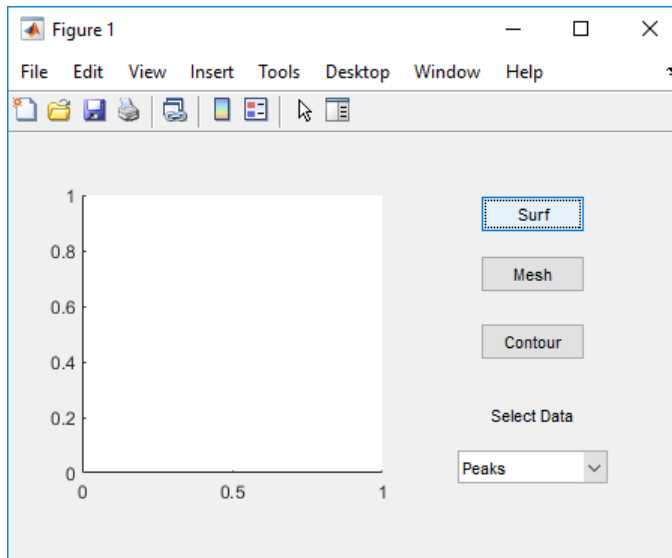 Figure 1
File Edit View Insert Tools Desktop Window Help
1
0.8
0.6
0.4
0.2
0
0 0.5 1
Surf
Mesh
Contour
Select Data
Peaks